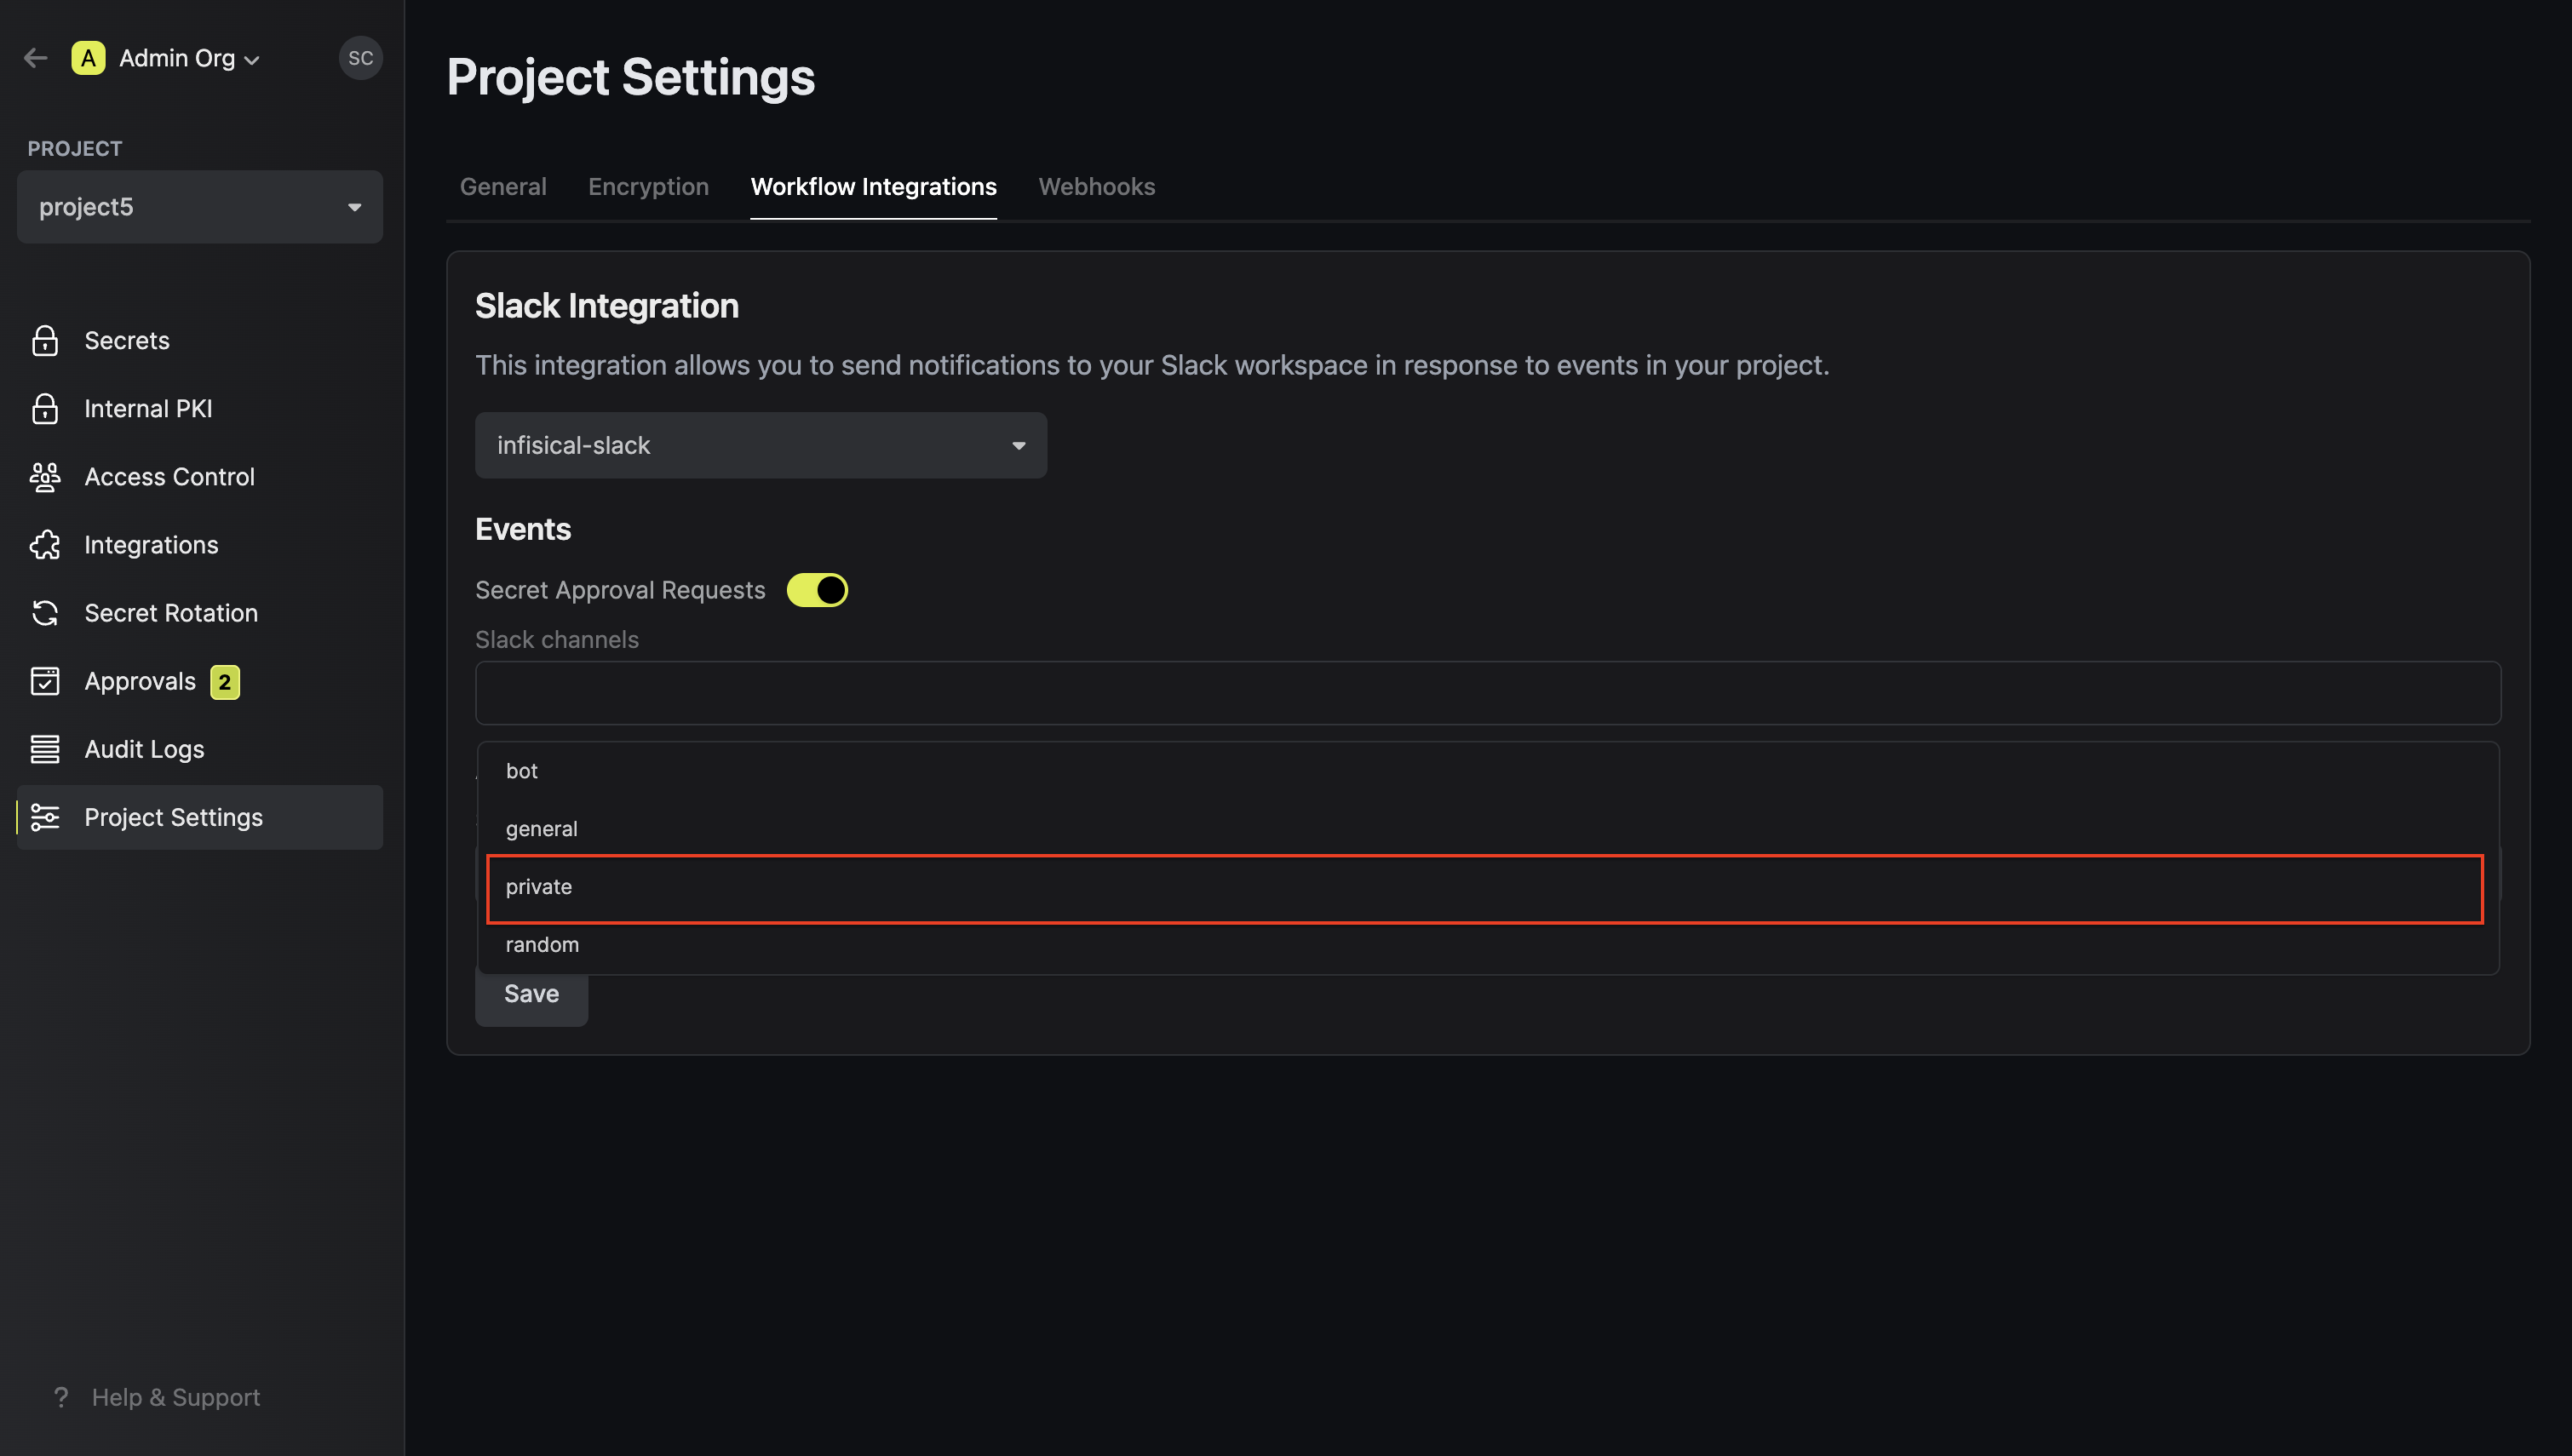 A Admin Org SC
PROJECT
project5
Secrets
Internal PKI
Access Control
Integrations
Secret Rotation
Approvals 2
Audit Logs
Project Settings
? Help & Support
Project Settings
General Encryption Workflow Integrations Webhooks
Slack Integration
This integration allows you to send notifications to your Slack workspace in response to events in your project.
infisical-slack
Events
Secret Approval Requests
Slack channels
bot
general
private
random
Save